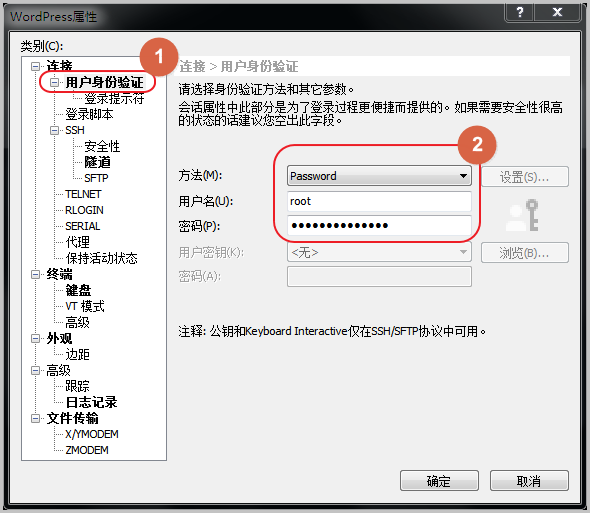 WordPress属性
类别(C):
连接
用户身份验证
登录提示符
登录脚本
SSH
安全性
隧道
SFTP
TELNET
RLOGIN
SERIAL
代理
保持活动状态
终端
键盘
VT 模式
高级
外观
边距
高级
跟踪
日志记录
文件传输
X/YMODEM
ZMODEM
1
连接 > 用户身份验证
请选择身份验证方法和其它参数。
会话属性中此部分是为了登录过程更便捷而提供的。如果需要安全性很高
的状态的话建议您空出此字段。
2
方法(M): Password 设置(S)...
用户名(U): root
密码(P): ●●●●●●●●●●●●●●
用户密钥(K): <无> 浏览(B)...
密码(A):
注释: 公钥和Keyboard Interactive仅在SSH/SFTP协议中可用。
确定 取消